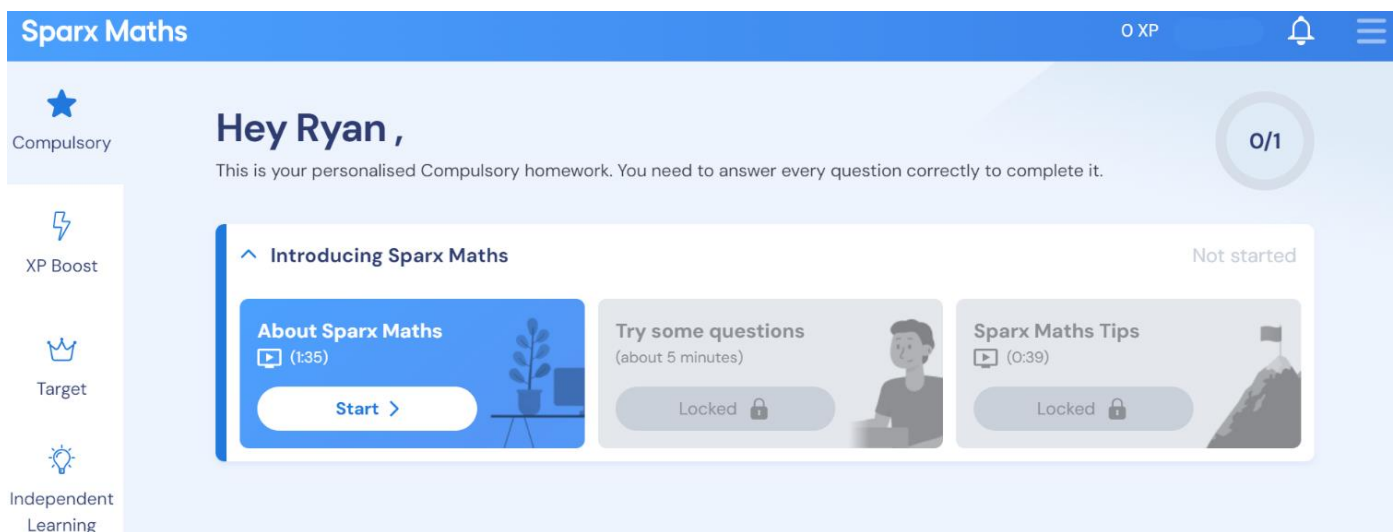 Sparx Maths
0 XP
Compulsory
XP Boost
Target
Independent
Learning
Hey Ryan ,
This is your personalised Compulsory homework. You need to answer every question correctly to complete it.
0/1
Introducing Sparx Maths
Not started
About Sparx Maths
(1:35)
Start >
Try some questions
(about 5 minutes)
Locked
Sparx Maths Tips
(0:39)
Locked